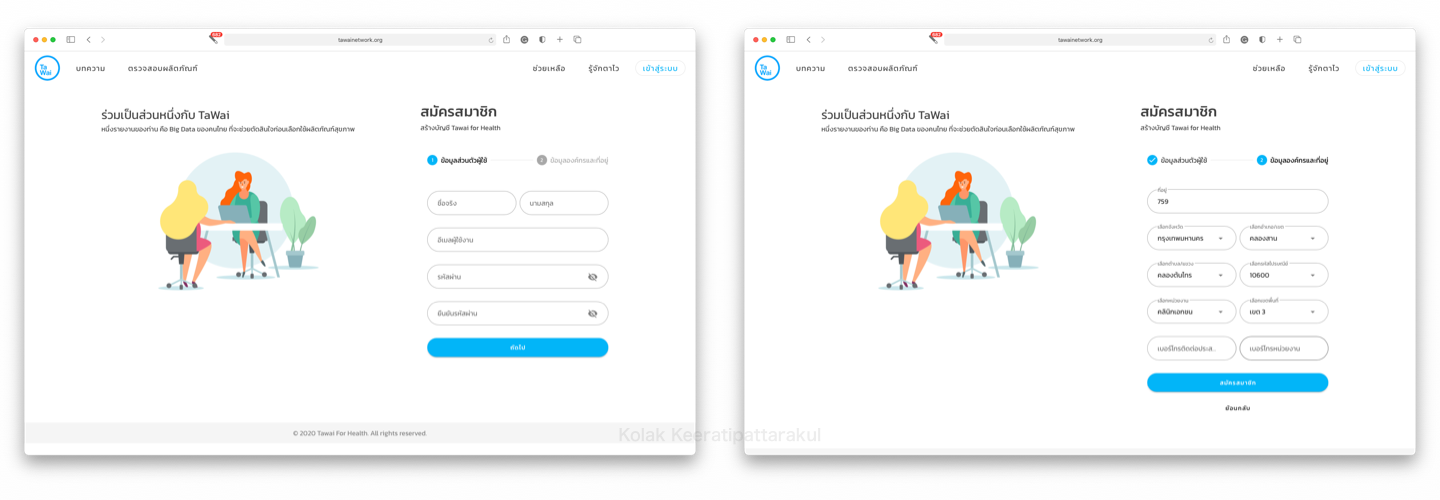 682
tawainetwork.org
Ta
Wai
บทความ
ตรวจสอบผลิตภัณฑ์
ช่วยเหลือ
รู้จักตาไว
เข้าสู่ระบบ
ร่วมเป็นส่วนหนึ่งกับ TaWai
หนึ่งรายงานของท่าน คือ Big Data ของคนไทย ที่จะช่วยตัดสินใจก่อนเลือกใช้ผลิตภัณฑ์สุขภาพ
สมัครสมาชิก
สร้างบัญชี Tawai for Health
1 ข้อมูลส่วนตัวผู้ใช้
2 ข้อมูลองค์กรและที่อยู่
ชื่อจริง
นามสกุล
อีเมลผู้ใช้งาน
รหัสผ่าน
ยืนยันรหัสผ่าน
ต่อไป
© 2020 Tawai For Health. All rights reserved.
682
tawainetwork.org
Ta
Wai
บทความ
ตรวจสอบผลิตภัณฑ์
ช่วยเหลือ
รู้จักตาไว
เข้าสู่ระบบ
ร่วมเป็นส่วนหนึ่งกับ TaWai
หนึ่งรายงานของท่าน คือ Big Data ของคนไทย ที่จะช่วยตัดสินใจก่อนเลือกใช้ผลิตภัณฑ์สุขภาพ
สมัครสมาชิก
สร้างบัญชี Tawai for Health
ข้อมูลส่วนตัวผู้ใช้
2 ข้อมูลองค์กรและที่อยู่
ที่อยู่
759
เลือกจังหวัด
กรุงเทพมหานคร
เลือกอำเภอ/เขต
คลองสาน
เลือกตำบล/แขวง
คลองต้นไทร
เลือกรหัสไปรษณีย์
10600
เลือกหน่วยงาน
คลินิกเอกชน
เลือกเขตพื้นที่
เขต 3
เบอร์โทรติดต่อประส...
เบอร์โทรหน่วยงาน
สมัครสมาชิก
ย้อนกลับ
Kolak Keeratipattarakul